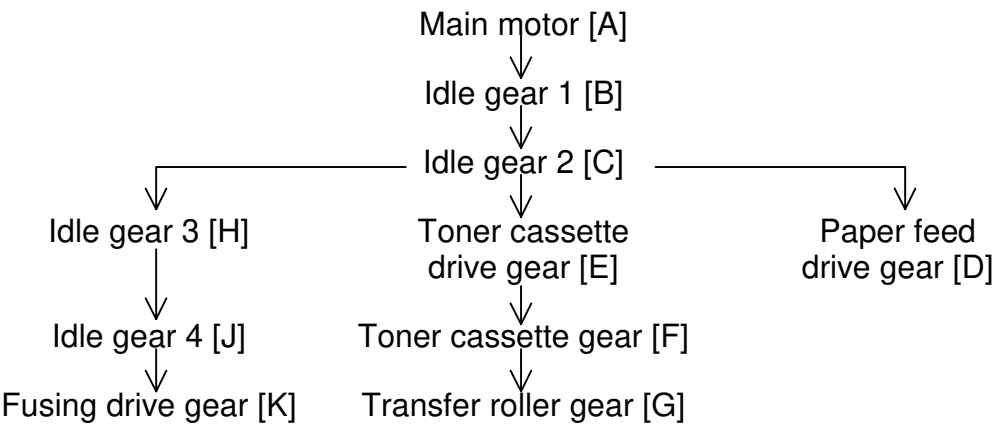 Main motor [A]
Idle gear 1 [B]
Idle gear 2 [C]
Idle gear 3 [H]
Toner cassette
drive gear [E]
Paper feed
drive gear [D]
Idle gear 4 [J]
Toner cassette gear [F]
Fusing drive gear [K]
Transfer roller gear [G]